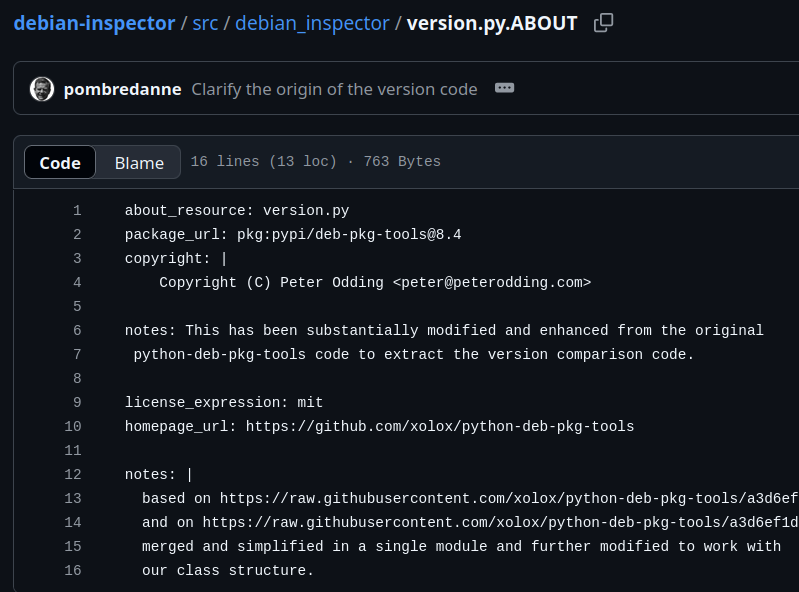 debian-inspector / src / debian_inspector / version.py.ABOUT
pombredanne Clarify the origin of the version code
Code Blame 16 lines (13 loc) · 763 Bytes
1 about_resource: version.py
2 package_url: pkg:pypi/deb-pkg-tools@8.4
3 copyright: |
4 Copyright (C) Peter Odding <peter@peterodding.com>
5
6 notes: This has been substantially modified and enhanced from the original
7 python-deb-pkg-tools code to extract the version comparison code.
8
9 license_expression: mit
10 homepage_url: https://github.com/xolox/python-deb-pkg-tools
11
12 notes: |
13 based on https://raw.githubusercontent.com/xolox/python-deb-pkg-tools/a3d6ef
14 and on https://raw.githubusercontent.com/xolox/python-deb-pkg-tools/a3d6ef1d
15 merged and simplified in a single module and further modified to work with
16 our class structure.